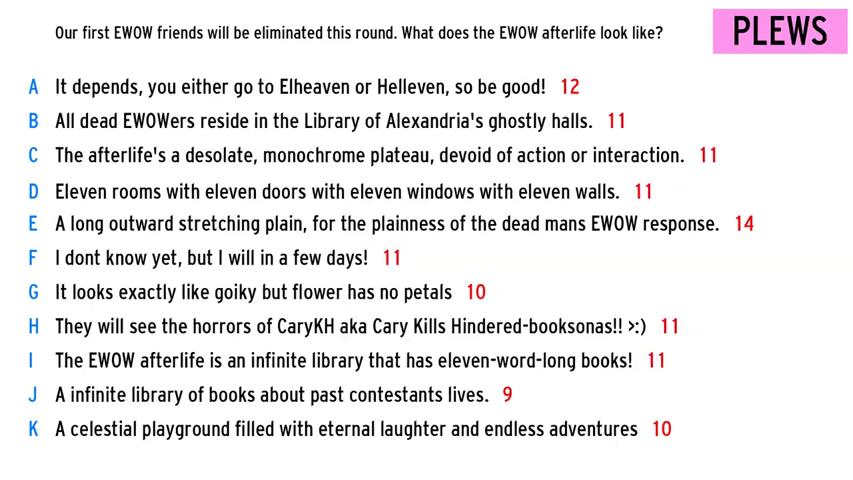 Our first EWOW friends will be eliminated this round. What does the EWOW afterlife look like?
PLEWS
A It depends, you either go to Elheaven or Helleven, so be good! 12
B All dead EWOWers reside in the Library of Alexandria's ghostly halls. 11
C The afterlife's a desolate, monochrome plateau, devoid of action or interaction. 11
D Eleven rooms with eleven doors with eleven windows with eleven walls. 11
E A long outward stretching plain, for the plainness of the dead mans EWOW response. 14
F I dont know yet, but I will in a few days! 11
G It looks exactly like goiky but flower has no petals 10
H They will see the horrors of CaryKH aka Cary Kills Hindered-booksonas!! >:) 11
I The EWOW afterlife is an infinite library that has eleven-word-long books! 11
J A infinite library of books about past contestants lives. 9
K A celestial playground filled with eternal laughter and endless adventures 10